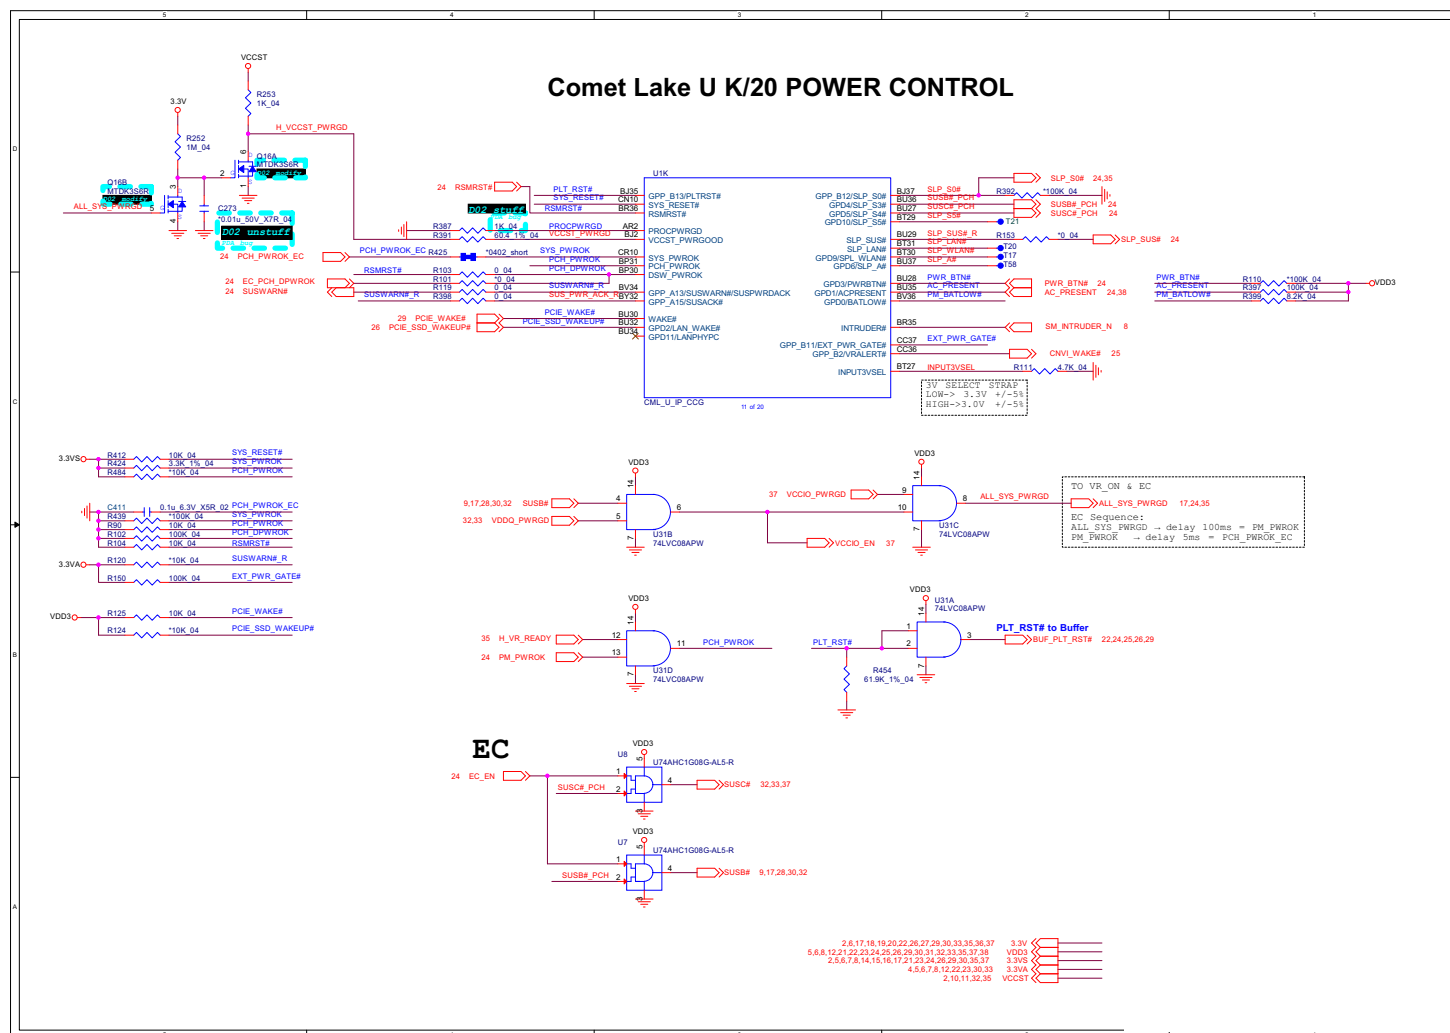 5 4 3 2 1
Comet Lake U K/20 POWER CONTROL
VCCST
R253
1K_04
3.3V
H_VCCST_PWRGD
R252
1M_04
Q16A
MTDK3S6R
D02 modify
Q16B
MTDK3S6R
D02 modify
ALL_SYS_PWRGD
C273
*0.01u_50V_X7R_04
D02 unstuff
D02 stuff
U1K
24 RSMRST#
PLT_RST# BJ35 GPP_B13/PLTRST#
SYS_RESET# CN10 SYS_RESET#
RSMRST# BR36 RSMRST#
R387 1K_04 PROCPWRGD AR2 PROCPWRGD
R391 60.4_1%_04 VCCST_PWRGD BJ2 VCCST_PWRGOOD
24 PCH_PWROK_EC
PCH_PWROK_EC R425 *0402_short SYS_PWROK CR10 SYS_PWROK
PCH_PWROK BP31 PCH_PWROK
RSMRST# R103 0_04 PCH_DPWROK BP30 DSW_PWROK
24 EC_PCH_DPWROK R101 *0_04
24 SUSWARN# R119 0_04 SUSWARN#_R BV34 GPP_A13/SUSWARN#/SUSPWRDACK
SUSWARN#_R R398 0_04 SUS_PWR_ACK_R BY32 GPP_A15/SUSACK#
29 PCIE_WAKE# PCIE_WAKE# BU30 WAKE#
26 PCIE_SSD_WAKEUP# PCIE_SSD_WAKEUP# BU32 GPD2/LAN_WAKE#
BU34 GPD11/LANPHYPC
GPP_B12/SLP_S0# BJ37 SLP_S0# SLP_S0# 24,35
R392 *100K_04
GPD4/SLP_S3# BU36 SUSB#_PCH SUSB#_PCH 24
GPD5/SLP_S4# BU27 SUSC#_PCH SUSC#_PCH 24
GPD10/SLP_S5# BT29 SLP_S5# T21
SLP_SUS# BU29 SLP_SUS#_R R153 *0_04 SLP_SUS# 24
SLP_LAN# BT31 SLP_LAN# T20
GPD9/SPL_WLAN# BT30 SLP_WLAN# T17
GPD6/SLP_A# BU37 SLP_A# T58
GPD3/PWRBTN# BU28 PWR_BTN# PWR_BTN# 24
GPD1/ACPRESENT BU35 AC_PRESENT AC_PRESENT 24,38
GPD0/BATLOW# BV36 PM_BATLOW#
INTRUDER# BR35 SM_INTRUDER_N 8
GPP_B11/EXT_PWR_GATE# CC37 EXT_PWR_GATE#
GPP_B2/VRALERT# CC36 CNVI_WAKE# 25
INPUT3VSEL BT27 INPUT3VSEL R111 4.7K_04
CML_U_IP_CCG 11 of 20
3V SELECT STRAP
LOW-> 3.3V +/-5%
HIGH->3.0V +/-5%
PWR_BTN# R110 *100K_04
AC_PRESENT R397 100K_04
PM_BATLOW# R399 8.2K_04
VDD3
3.3VS
R412 10K_04 SYS_RESET#
R424 3.3K_1%_04 SYS_PWROK
R484 *10K_04 PCH_PWROK
C411 0.1u_6.3V_X5R_02 PCH_PWROK_EC
R439 *100K_04 SYS_PWROK
R90 10K_04 PCH_PWROK
R102 100K_04 PCH_DPWROK
R104 10K_04 RSMRST#
3.3VA
R120 *10K_04 SUSWARN#_R
R150 100K_04 EXT_PWR_GATE#
VDD3
R125 10K_04 PCIE_WAKE#
R124 *10K_04 PCIE_SSD_WAKEUP#
VDD3
9,17,28,30,32 SUSB#
32,33 VDDQ_PWRGD
U31B
74LVC08APW
VCCIO_EN 37
VDD3
37 VCCIO_PWRGD
U31C
74LVC08APW
ALL_SYS_PWRGD
ALL_SYS_PWRGD 17,24,35
TO VR_ON & EC
EC Sequence:
ALL_SYS_PWRGD → delay 100ms = PM_PWROK
PM_PWROK → delay 5ms = PCH_PWROK_EC
VDD3
35 H_VR_READY
24 PM_PWROK
PCH_PWROK
U31D
74LVC08APW
VDD3
U31A
74LVC08APW
PLT_RST#
PLT_RST# to Buffer
BUF_PLT_RST# 22,24,25,26,29
R454
61.9K_1%_04
EC
VDD3
U8
U74AHC1G08G-AL5-R
24 EC_EN
SUSC#_PCH
SUSC# 32,33,37
VDD3
U7
U74AHC1G08G-AL5-R
SUSB#_PCH
SUSB# 9,17,28,30,32
2,6,17,18,19,20,22,26,27,29,30,33,35,36,37 3.3V
5,6,8,12,21,22,23,24,25,26,29,30,31,32,33,35,37,38 VDD3
2,5,6,7,8,14,15,16,17,21,23,24,26,29,30,35,37 3.3VS
4,5,6,7,8,12,22,23,30,33 3.3VA
2,10,11,32,35 VCCST